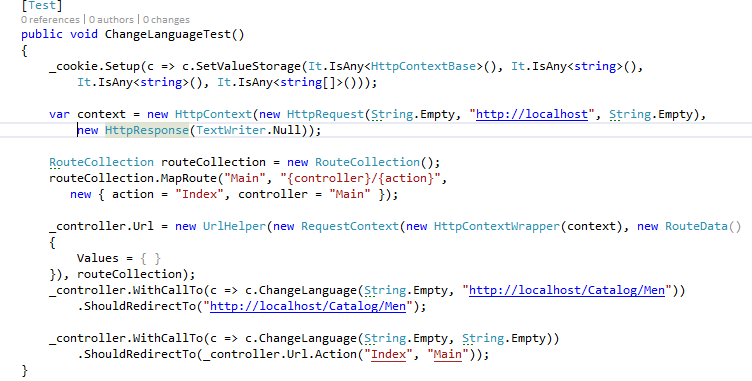 [Test]
0 references | 0 authors | 0 changes
public void ChangeLanguageTest()
{
    _cookie.Setup(c => c.SetValueStorage(It.IsAny<HttpContextBase>(), It.IsAny<string>(),
        It.IsAny<string>(), It.IsAny<string[]>()));

    var context = new HttpContext(new HttpRequest(String.Empty, "http://localhost", String.Empty),
        new HttpResponse(TextWriter.Null));

    RouteCollection routeCollection = new RouteCollection();
    routeCollection.MapRoute("Main", "{controller}/{action}",
       new { action = "Index", controller = "Main" });

    _controller.Url = new UrlHelper(new RequestContext(new HttpContextWrapper(context), new RouteData()
    {
        Values = { }
    }), routeCollection);
    _controller.WithCallTo(c => c.ChangeLanguage(String.Empty, "http://localhost/Catalog/Men"))
        .ShouldRedirectTo("http://localhost/Catalog/Men");

    _controller.WithCallTo(c => c.ChangeLanguage(String.Empty, String.Empty))
        .ShouldRedirectTo(_controller.Url.Action("Index", "Main"));
}